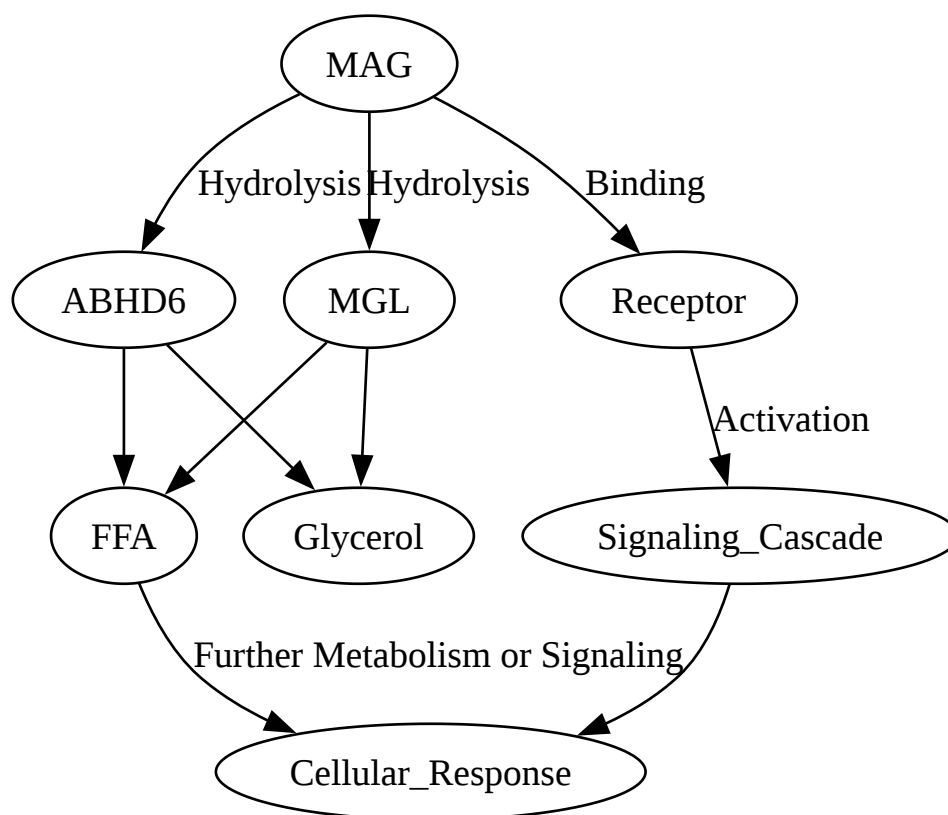 MAG
Hydrolysis
Hydrolysis
Binding
ABHD6
MGL
Receptor
Activation
FFA
Glycerol
Signaling_Cascade
Further Metabolism or Signaling
Cellular_Response